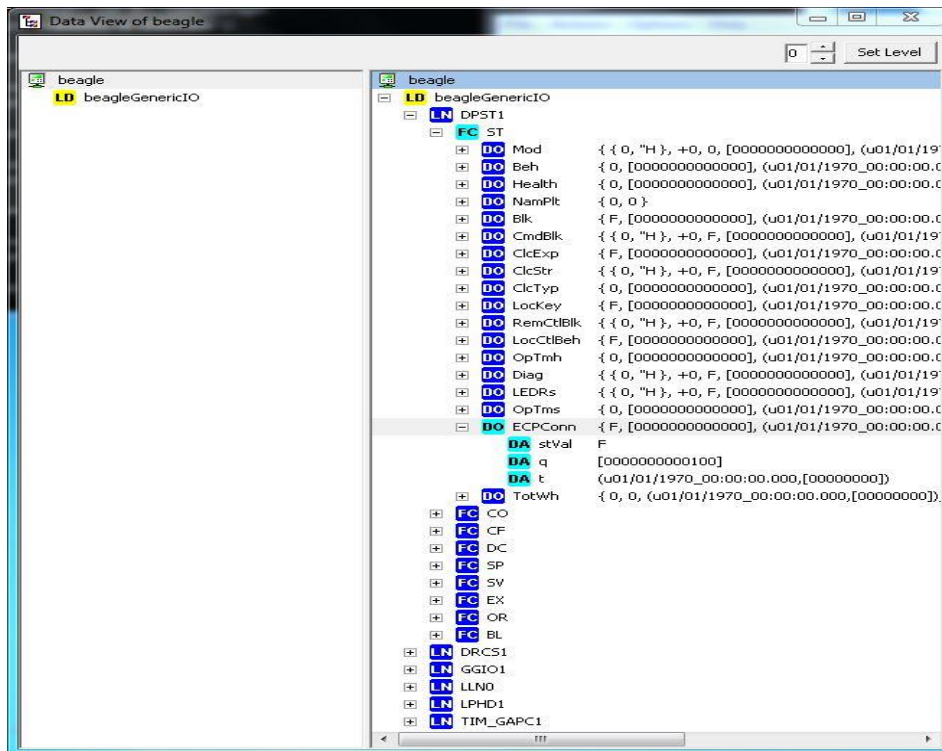 Data View of beagle
0 Set Level
beagle
LD beagleGenericIO
beagle
LD beagleGenericIO
LN DPST1
FC ST
DO Mod { { 0, "H }, +0, 0, [0000000000000], (u01/01/19
DO Beh { 0, [0000000000000], (u01/01/1970_00:00:00.0
DO Health { 0, [0000000000000], (u01/01/1970_00:00:00.0
DO NamPlt { 0, 0 }
DO Blk { F, [0000000000000], (u01/01/1970_00:00:00.0
DO CmdBlk { { 0, "H }, +0, F, [0000000000000], (u01/01/19
DO ClcExp { F, [0000000000000], (u01/01/1970_00:00:00.0
DO ClcStr { { 0, "H }, +0, F, [0000000000000], (u01/01/19
DO ClcTyp { 0, [0000000000000], (u01/01/1970_00:00:00.0
DO LocKey { F, [0000000000000], (u01/01/1970_00:00:00.0
DO RemCtlBlk { { 0, "H }, +0, F, [0000000000000], (u01/01/19
DO LocCtlBeh { F, [0000000000000], (u01/01/1970_00:00:00.0
DO OpTmh { 0, [0000000000000], (u01/01/1970_00:00:00.0
DO Diag { { 0, "H }, +0, F, [0000000000000], (u01/01/19
DO LEDRs { { 0, "H }, +0, F, [0000000000000], (u01/01/19
DO OpTms { 0, [0000000000000], (u01/01/1970_00:00:00.0
DO ECPConn { F, [0000000000000], (u01/01/1970_00:00:00.0
DA stVal F
DA q [0000000000100]
DA t (u01/01/1970_00:00:00.000,[00000000])
DO TotWh { 0, 0, (u01/01/1970_00:00:00.000,[00000000])
FC CO
FC CF
FC DC
FC SP
FC SV
FC EX
FC OR
FC BL
LN DRCS1
LN GGIO1
LN LLN0
LN LPHD1
LN TIM_GAPC1